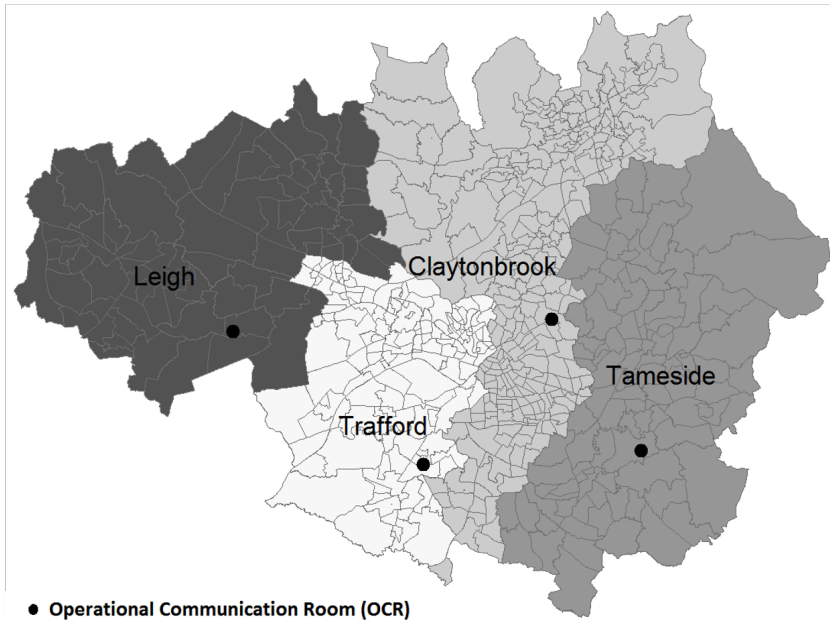 Claytonbrook
Leigh
Tameside
Trafford
Operational Communication Room (OCR)